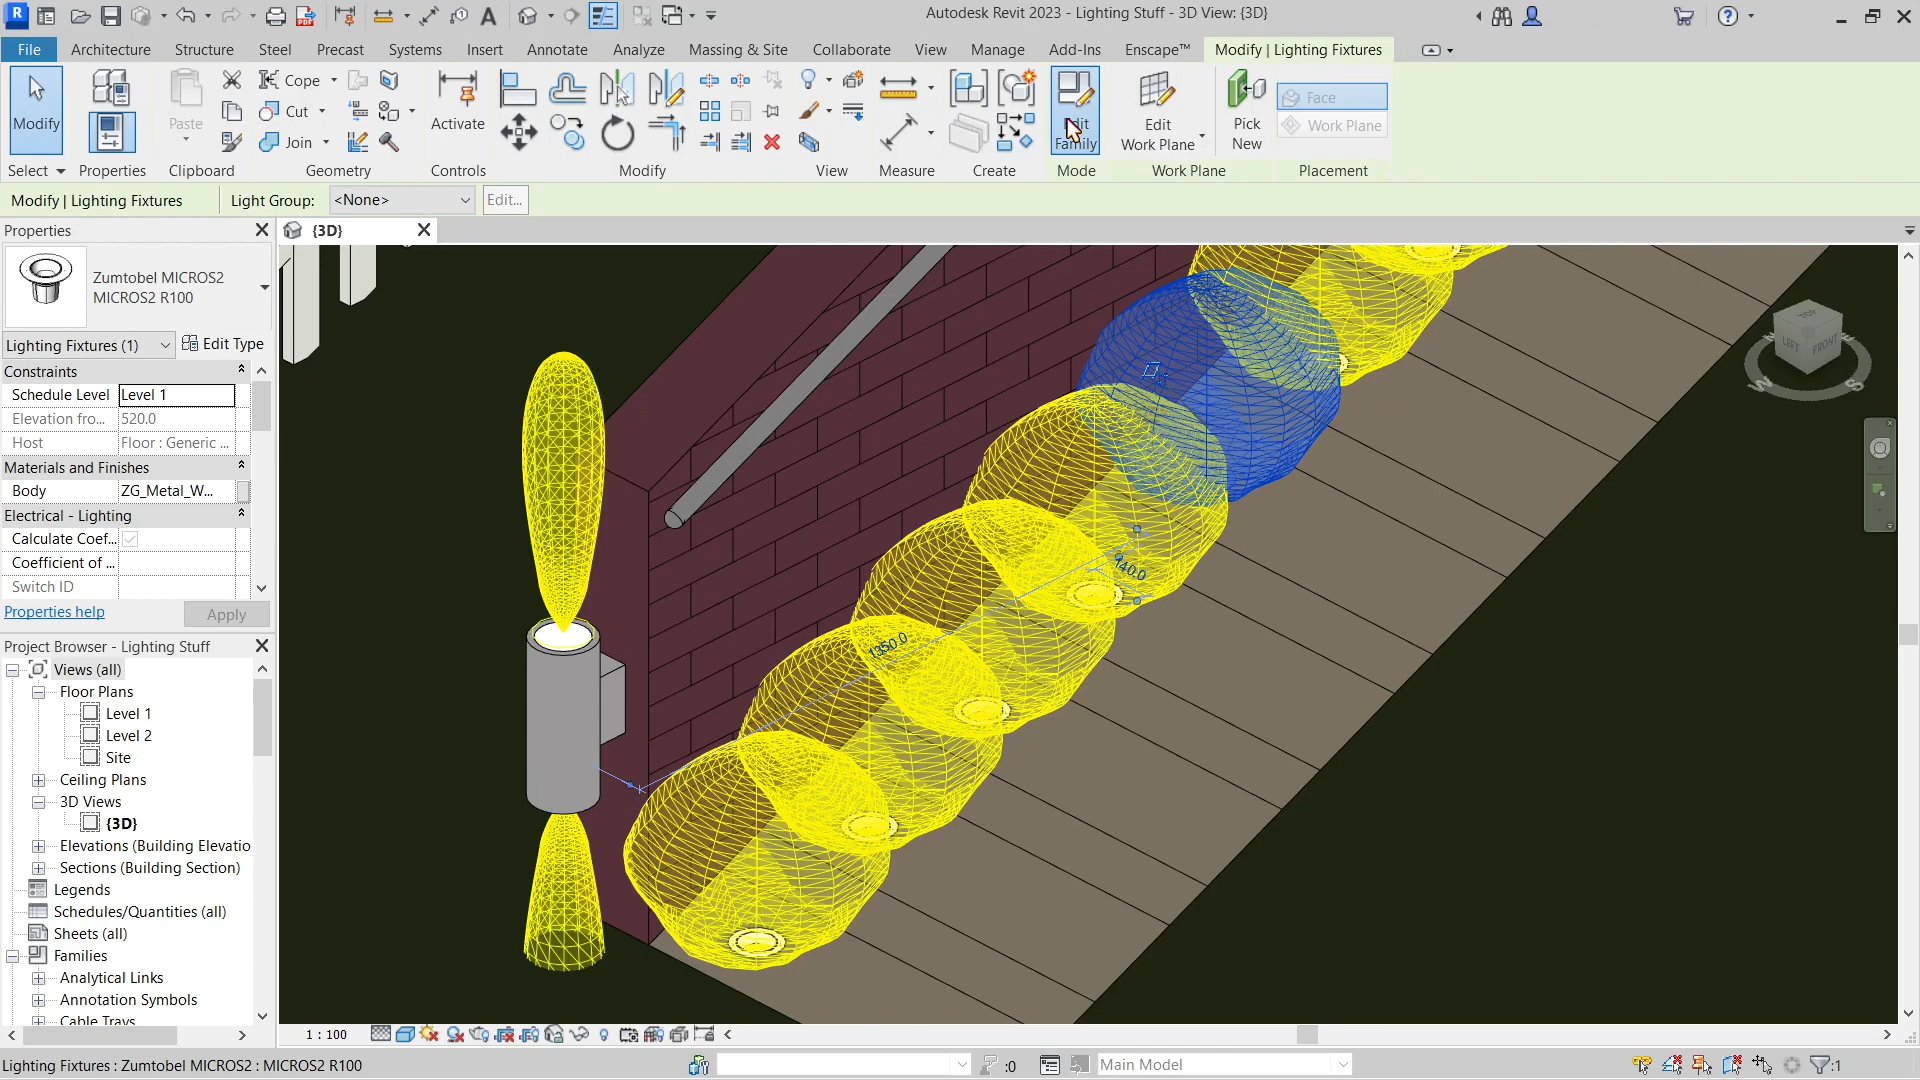 Autodesk Revit 2023 - Lighting Stuff - 3D View: {3D}
File Architecture Structure Steel Precast Systems Insert Annotate Analyze Massing & Site Collaborate View Manage Add-Ins Enscape™ Modify | Lighting Fixtures
Modify
Paste
Cope
Cut
Join
Activate
Edit
Family
Edit
Work Plane
Pick
New
Face
Work Plane
Select Properties Clipboard Geometry Controls Modify View Measure Create Mode Work Plane Placement
Modify | Lighting Fixtures Light Group: <None> Edit...
Properties
{3D}
Zumtobel MICROS2
MICROS2 R100
Lighting Fixtures (1) Edit Type
Constraints
Schedule Level Level 1
Elevation fro... 520.0
Host Floor : Generic ...
Materials and Finishes
Body ZG_Metal_W...
Electrical - Lighting
Calculate Coef...
Coefficient of ...
Switch ID
Properties help Apply
Project Browser - Lighting Stuff
Views (all)
Floor Plans
Level 1
Level 2
Site
Ceiling Plans
3D Views
{3D}
Elevations (Building Elevatio
Sections (Building Section)
Legends
Schedules/Quantities (all)
Sheets (all)
Families
Analytical Links
Annotation Symbols
Cable Trays
140.0
1350.0
TOP
LEFT
FRONT
W
S
1 : 100
Lighting Fixtures : Zumtobel MICROS2 : MICROS2 R100
:0
Main Model
:1